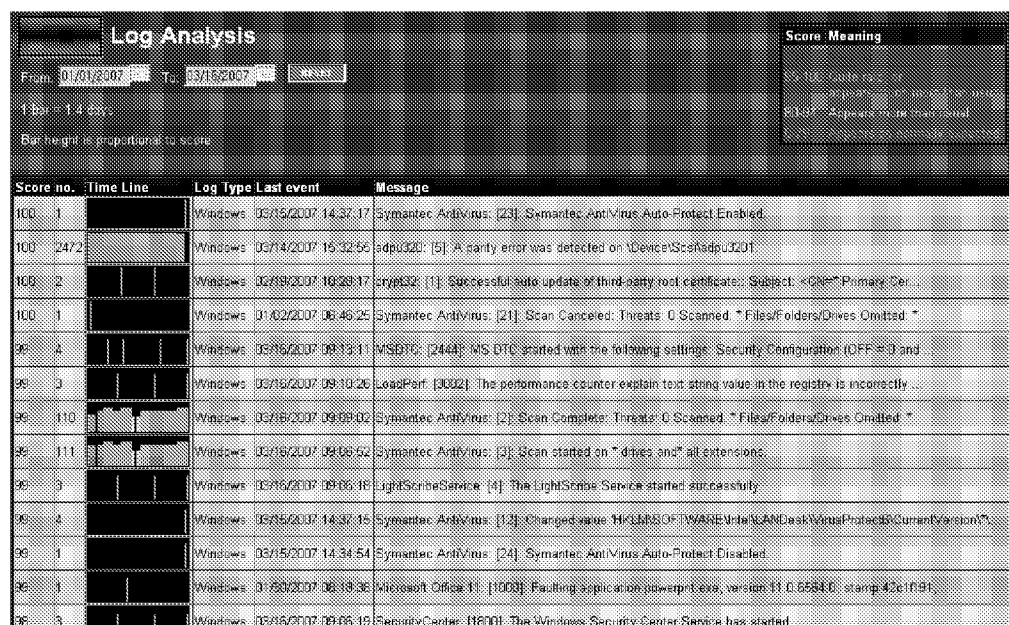 Log Analysis
From: 01/01/2007 To: 03/16/2007 RESET
1 bar = 1.4 days
Bar height is proportional to score
Score Meaning
Appears more than usual
Score no. Time Line Log Type Last event Message
100 1 Windows 03/15/2007 14:37:17 Symantec AntiVirus: [23]: Symantec AntiVirus Auto-Protect Enabled.
100 2472 Windows 03/14/2007 15:32:56 adpu320: [5]: A parity error was detected on \Device\Scsi\adpu3201
100 2 Windows 02/19/2007 10:28:17 crypt32: [1]: Successful auto update of third-party root certificate:: Subject: <CN=* Primary Cer...
100 1 Windows 01/02/2007 06:46:25 Symantec AntiVirus: [21]: Scan Canceled: Threats: 0 Scanned: * Files/Folders/Drives Omitted: *
99 4 Windows 03/16/2007 09:13:11 MSDTC: [2444]: MS DTC started with the following settings: Security Configuration (OFF = 0 and ...
99 3 Windows 03/16/2007 09:10:26 LoadPerf: [3002]: The performance counter explain text string value in the registry is incorrectly ...
99 110 Windows 03/16/2007 09:09:02 Symantec AntiVirus: [2]: Scan Complete: Threats: 0 Scanned: * Files/Folders/Drives Omitted: *
99 111 Windows 03/16/2007 09:06:52 Symantec AntiVirus: [3]: Scan started on * drives and* all extensions.
99 3 Windows 03/16/2007 09:06:18 LightScribeService: [4]: The LightScribe Service started successfully.
99 4 Windows 03/15/2007 14:37:15 Symantec AntiVirus: [12]: Changed value 'HKLM\SOFTWARE\Intel\LANDesk\VirusProtect6\CurrentVersion\*\
99 1 Windows 03/15/2007 14:34:54 Symantec AntiVirus: [24]: Symantec AntiVirus Auto-Protect Disabled.
99 1 Windows 01/30/2007 08:18:38 Microsoft Office 11: [1000]: Faulting application powerpnt.exe, version 11.0.6564.0, stamp
98 3 Windows 03/16/2007 09:06:19 SecurityCenter: [1800]: The Windows Security Center Service has started.